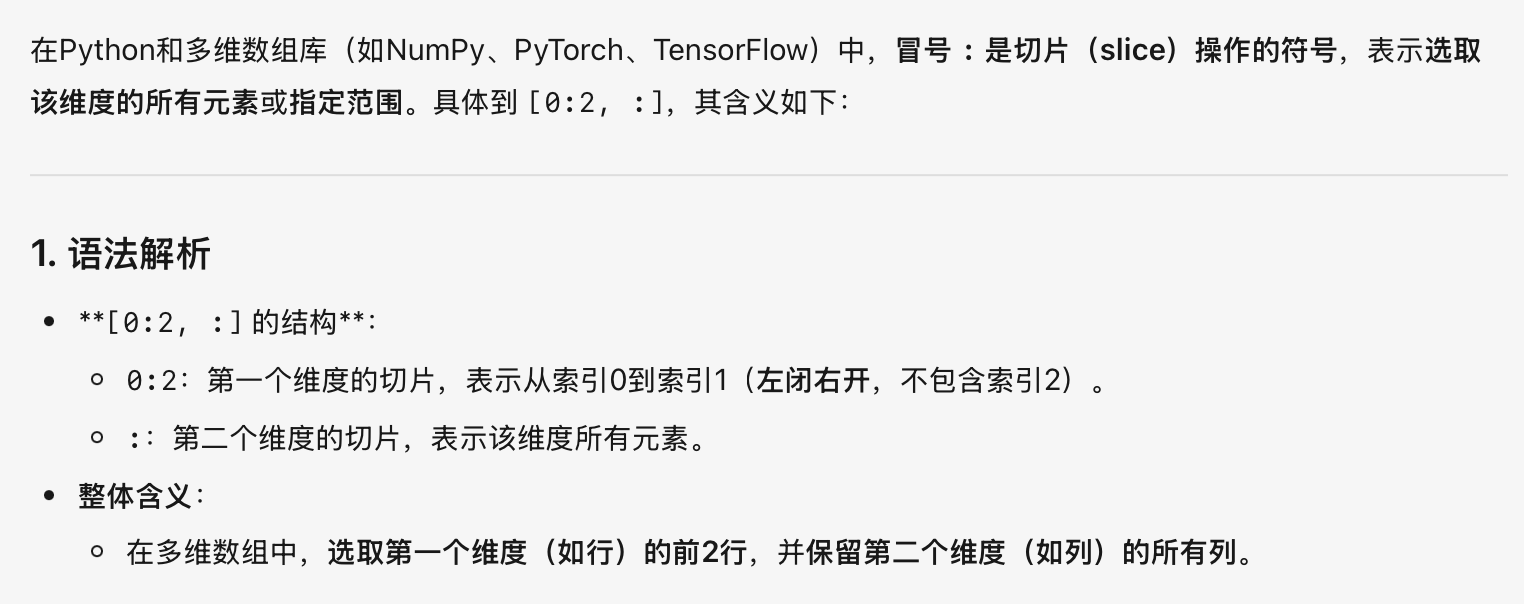 在Python和多维数组库（如NumPy、PyTorch、TensorFlow）中，冒号 : 是切片（slice）操作的符号，表示选取
该维度的所有元素或指定范围。具体到 [0:2, :]，其含义如下：
1. 语法解析
• **[0:2, :] 的结构**：
○ 0:2：第一个维度的切片，表示从索引0到索引1（左闭右开，不包含索引2）。
○ :：第二个维度的切片，表示该维度所有元素。
• 整体含义：
○ 在多维数组中，选取第一个维度（如行）的前2行，并保留第二个维度（如列）的所有列。